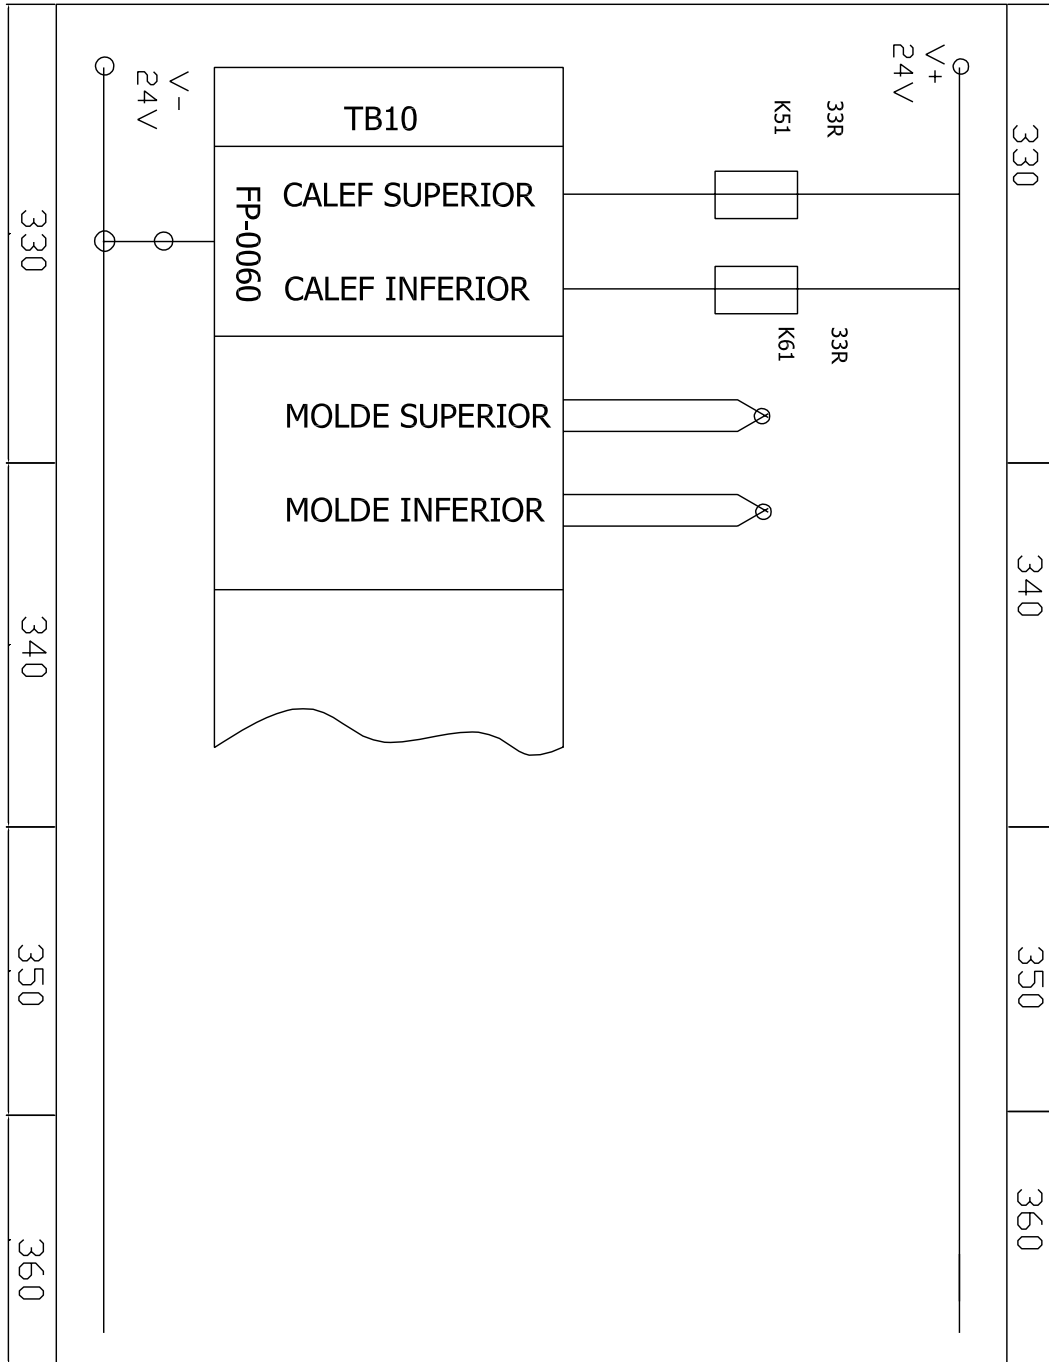 V+
24V
V-
24V
TB10
FP-0060
CALEF SUPERIOR
CALEF INFERIOR
MOLDE SUPERIOR
MOLDE INFERIOR
K51
33R
K61
33R
330
340
350
360
330
340
350
360